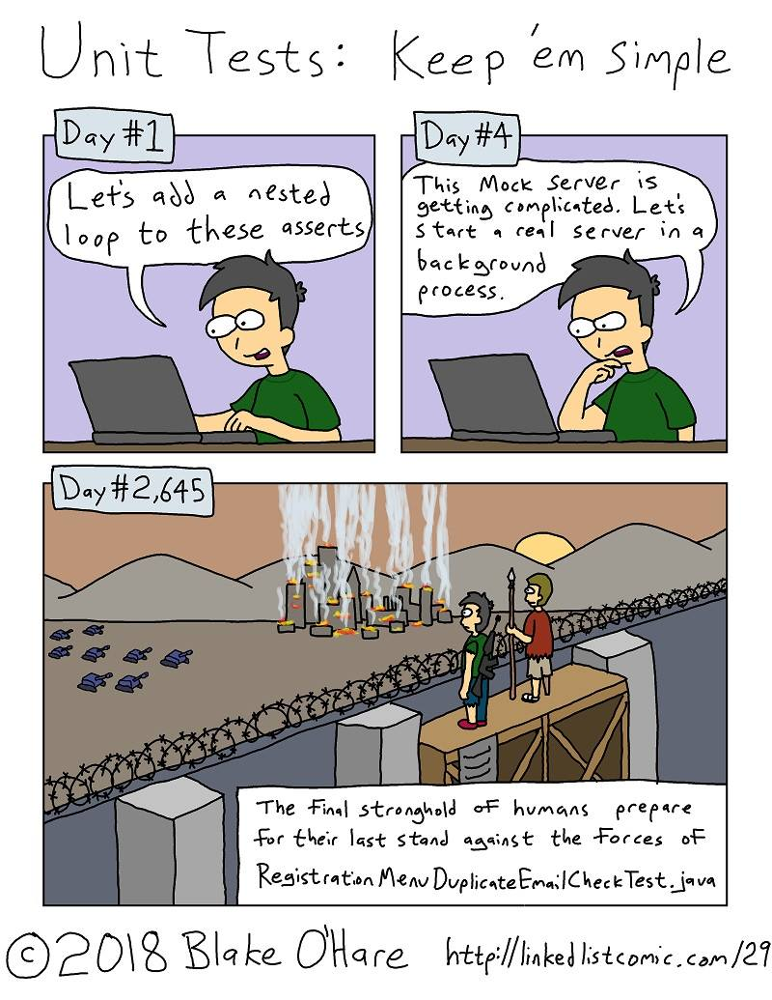 Unit Tests: Keep 'em simple
Day #1
Let's add a nested
loop to these asserts
Day #4
This Mock server is
getting complicated. Let's
start a real server in a
background
process.
Day #2,645
The final stronghold of humans prepare
for their last stand against the forces of
RegistrationMenuDuplicateEmailCheckTest.java
©2018 Blake O'Hare http://linkedlistcomic.com/29